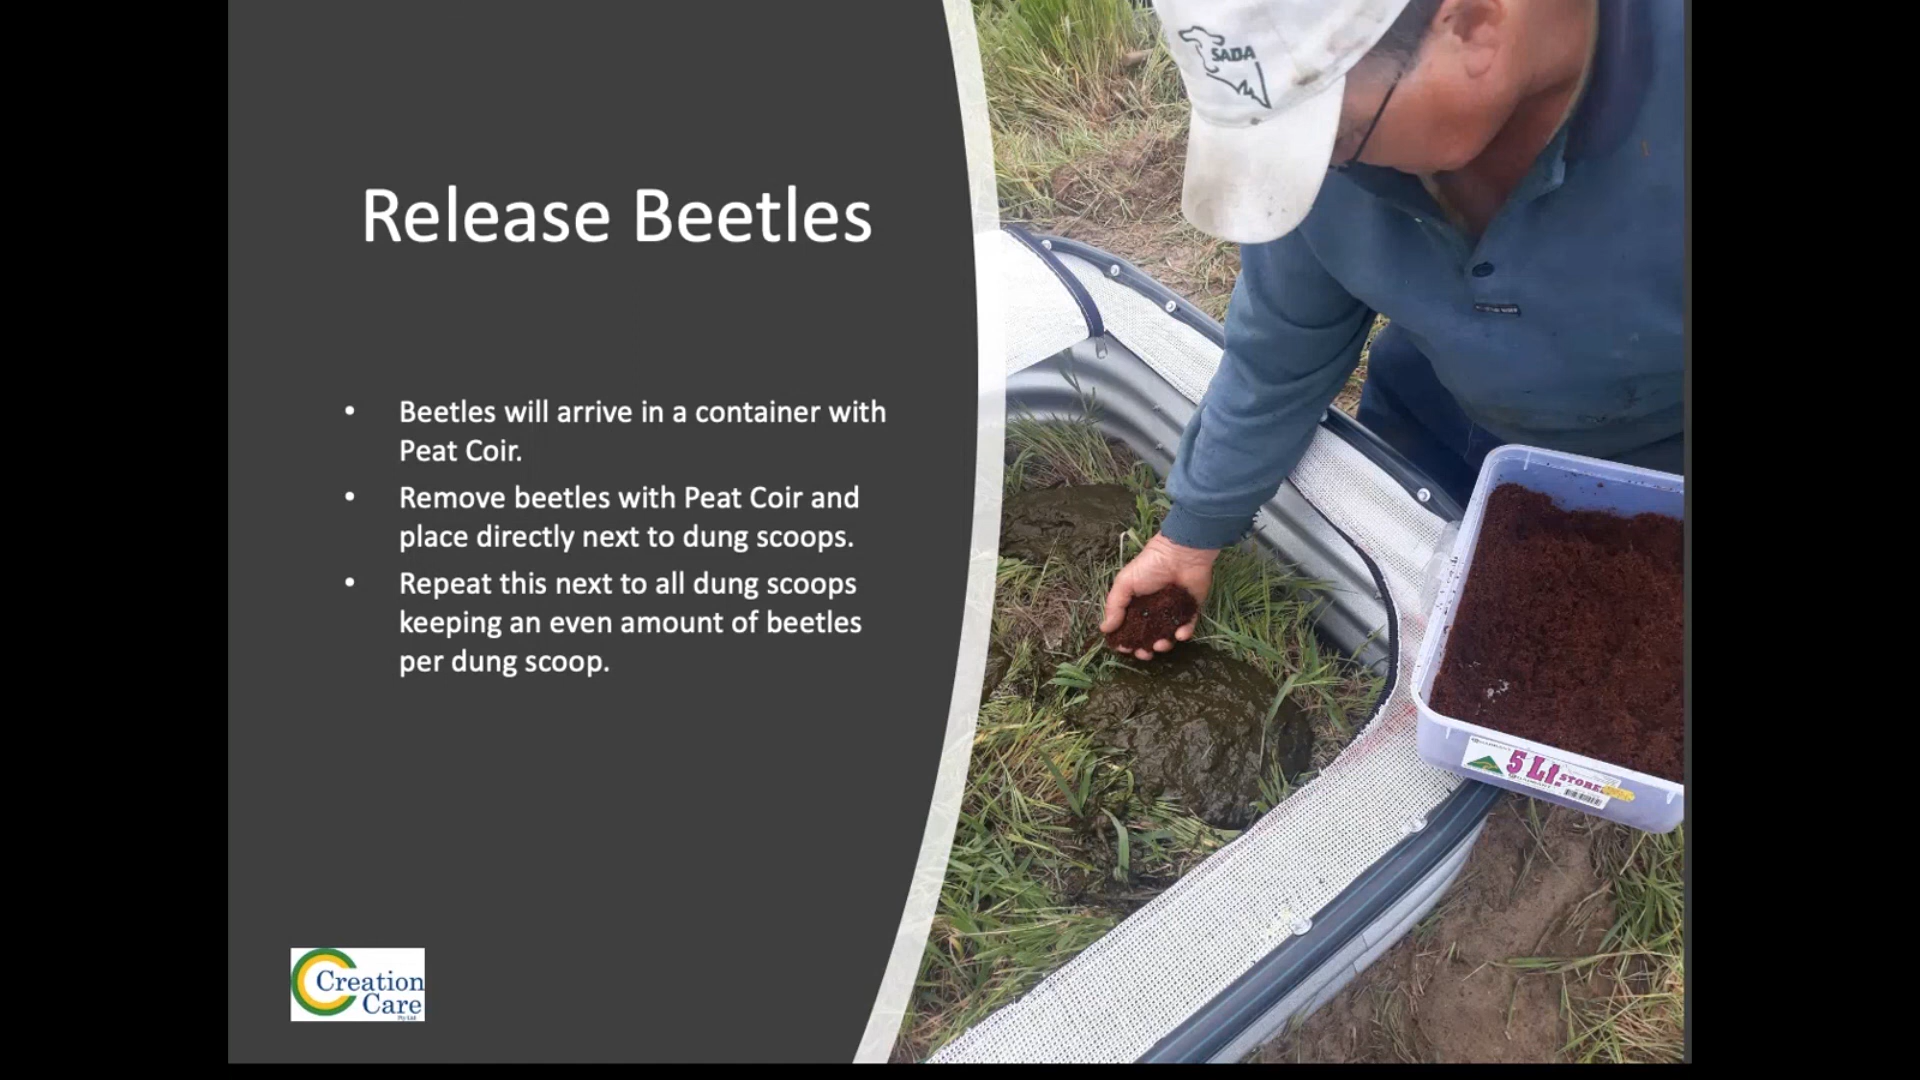 SADA
Release Beetles
• Beetles will arrive in a container with
Peat Coir.
• Remove beetles with Peat Coir and
place directly next to dung scoops.
• Repeat this next to all dung scoops
keeping an even amount of beetles
per dung scoop.
5 Lt.
Creation
Care
Pty Ltd